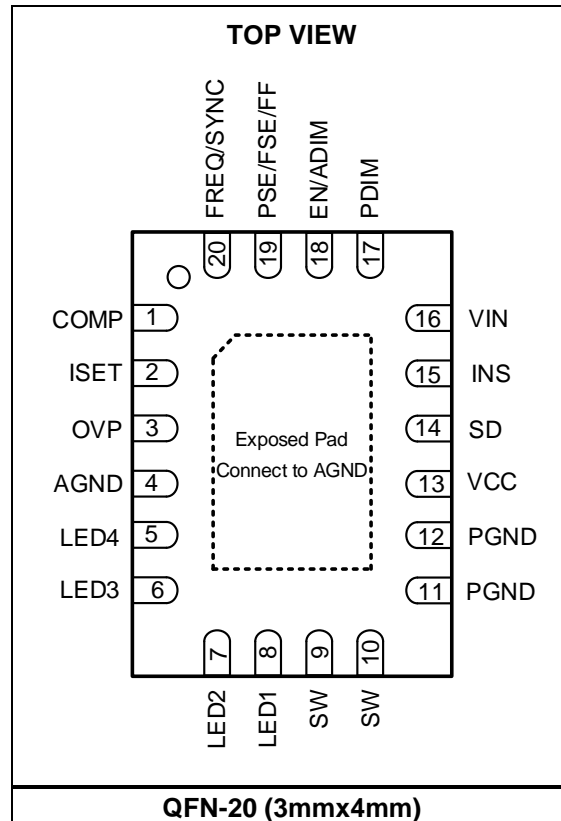 TOP VIEW
FREQ/SYNC
PSE/FSE/FF
EN/ADIM
PDIM
20
19
18
17
COMP 1
16 VIN
ISET 2
15 INS
OVP 3
14 SD
Exposed Pad
Connect to AGND
AGND 4
13 VCC
LED4 5
12 PGND
LED3 6
11 PGND
7
8
9
10
LED2
LED1
SW
SW
QFN-20 (3mmx4mm)